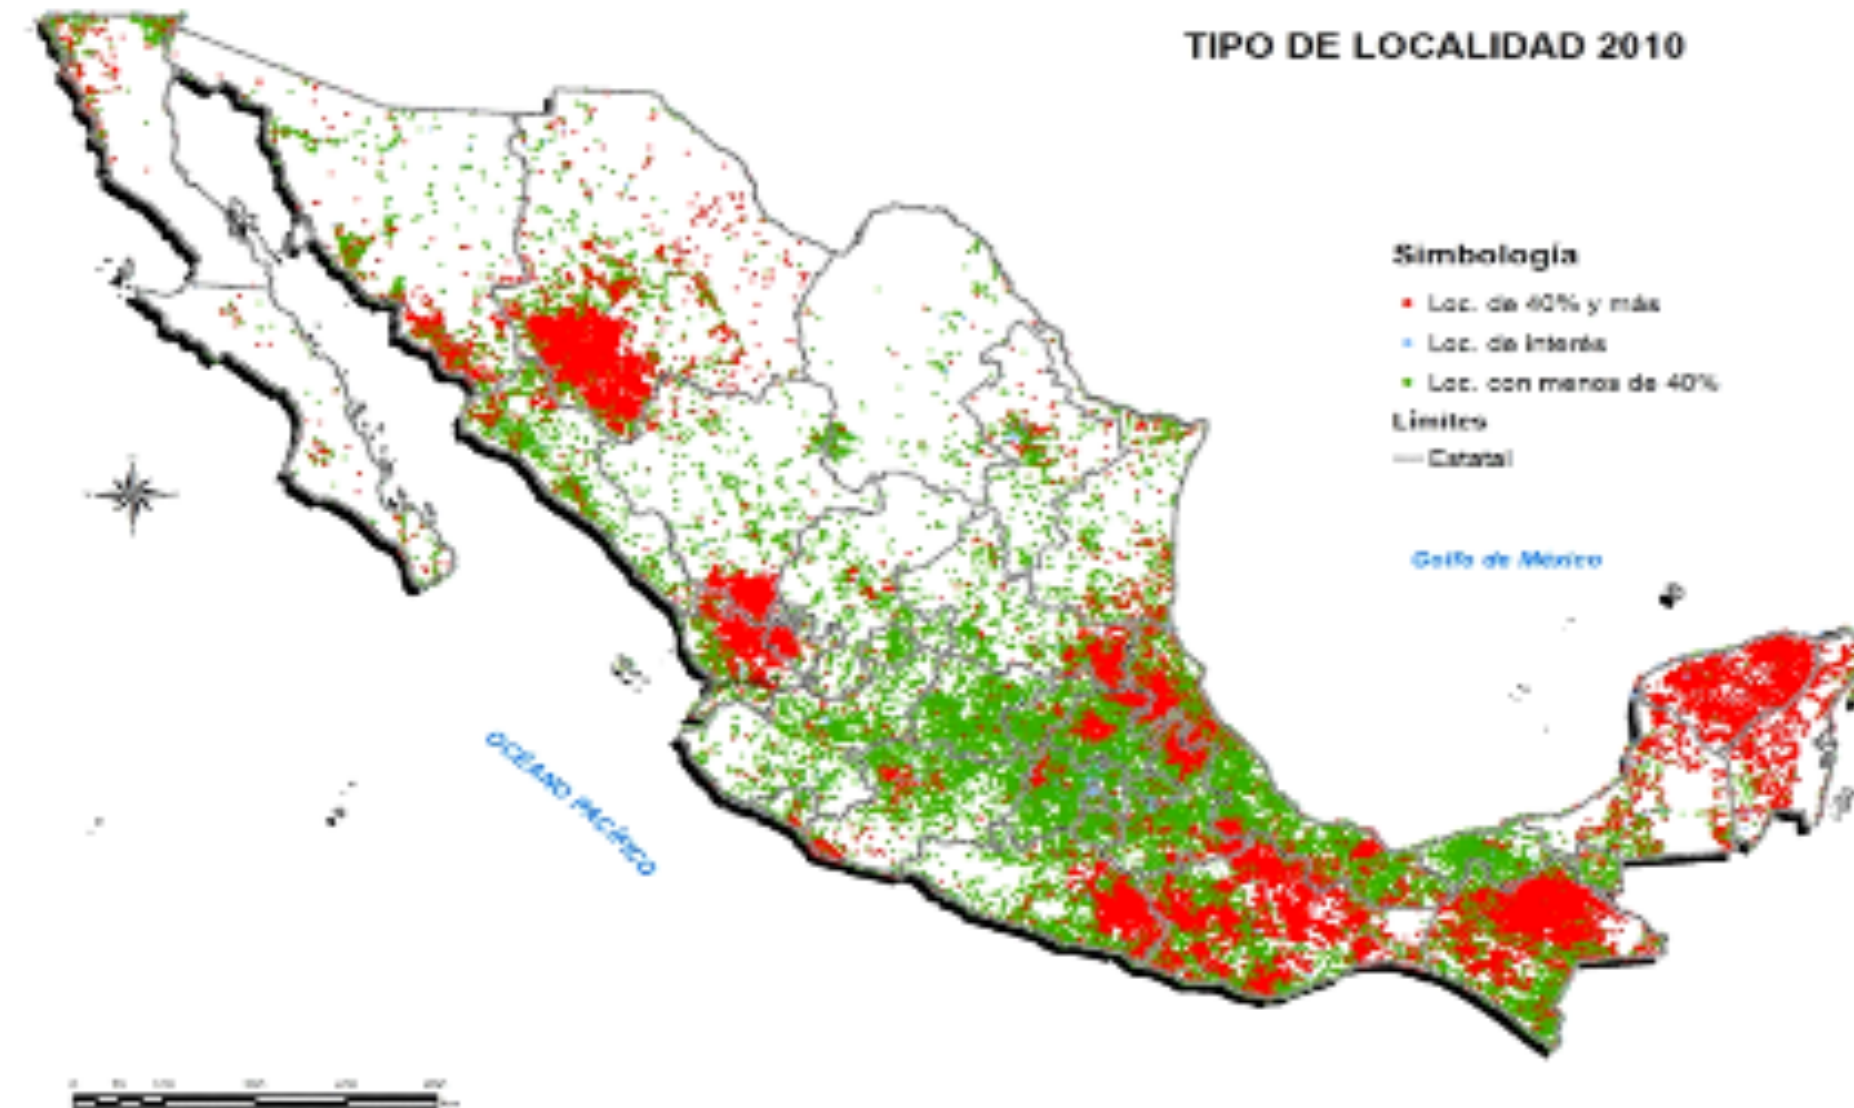 TIPO DE LOCALIDAD 2010
Simbología
Loc. de 40% y más
Loc. de interés
Loc. con menos de 40%
Límites
Estatal
Golfo de México
OCÉANO PACÍFICO